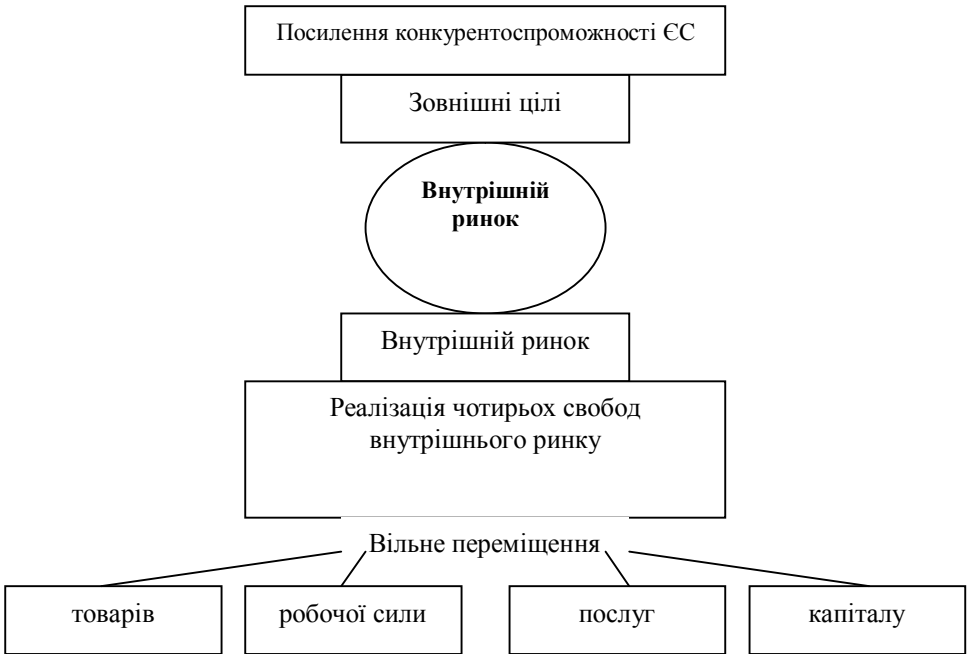 Посилення конкурентоспроможності ЄС
Зовнішні цілі
Внутрішній
ринок
Внутрішній ринок
Реалізація чотирьох свобод
внутрішнього ринку
Вільне переміщення
товарів
робочої сили
послуг
капіталу